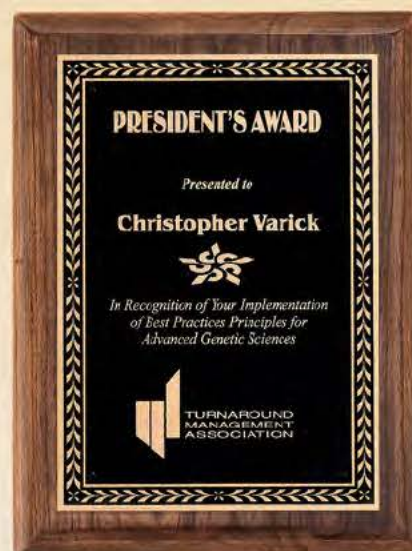 PRESIDENT'S AWARD
Presented to
Christopher Varick
In Recognition of Your Implementation
of Best Practices Principles for
Advanced Genetic Sciences
TURNAROUND
MANAGEMENT
ASSOCIATION